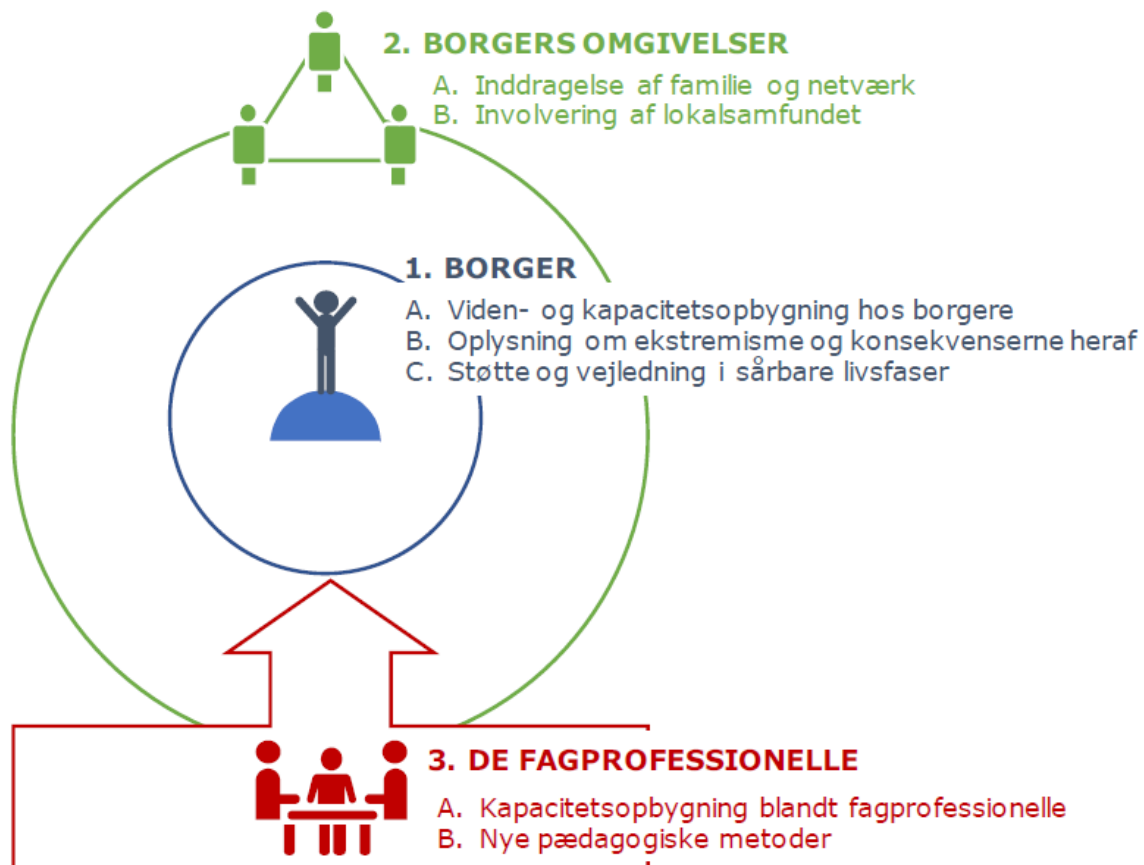 2. BORGERS OMGIVELSER
A. Inddragelse af familie og netværk
B. Involvering af lokalsamfundet
1. BORGER
A. Viden- og kapacitetsopbygning hos borgere
B. Oplysning om ekstremisme og konsekvenserne heraf
C. Støtte og vejledning i sårbare livsfaser
3. DE FAGPROFESSIONELLE
A. Kapacitetsopbygning blandt fagprofessionelle
B. Nye pædagogiske metoder